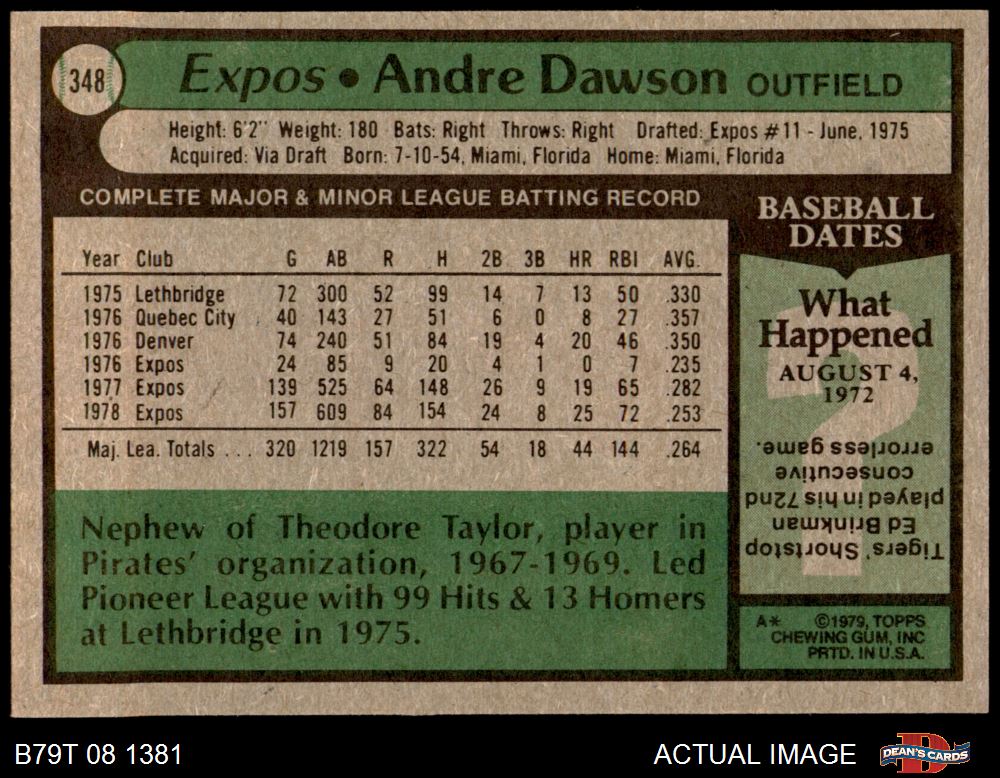 348
Expos • Andre Dawson OUTFIELD
Height: 6'2" Weight: 180 Bats: Right Throws: Right Drafted: Expos #11 - June, 1975
Acquired: Via Draft Born: 7-10-54, Miami, Florida Home: Miami, Florida
COMPLETE MAJOR & MINOR LEAGUE BATTING RECORD
Year Club G AB R H 2B 3B HR RBI AVG.
1975 Lethbridge 72 300 52 99 14 7 13 50 .330
1976 Quebec City 40 143 27 51 6 0 8 27 .357
1976 Denver 74 240 51 84 19 4 20 46 .350
1976 Expos 24 85 9 20 4 1 0 7 .235
1977 Expos 139 525 64 148 26 9 19 65 .282
1978 Expos 157 609 84 154 24 8 25 72 .253
Maj. Lea. Totals . . . 320 1219 157 322 54 18 44 144 .264
Nephew of Theodore Taylor, player in
Pirates' organization, 1967-1969. Led
Pioneer League with 99 Hits & 13 Homers
at Lethbridge in 1975.
BASEBALL
DATES
What
Happened
AUGUST 4,
1972
?
Tigers' Shortstop
Ed Brinkman
played in his 72nd
consecutive
errorless game.
A* ©1979, TOPPS
CHEWING GUM, INC
PRTD. IN U.S.A.
B79T 08 1381
ACTUAL IMAGE
D
DEAN'S CARDS